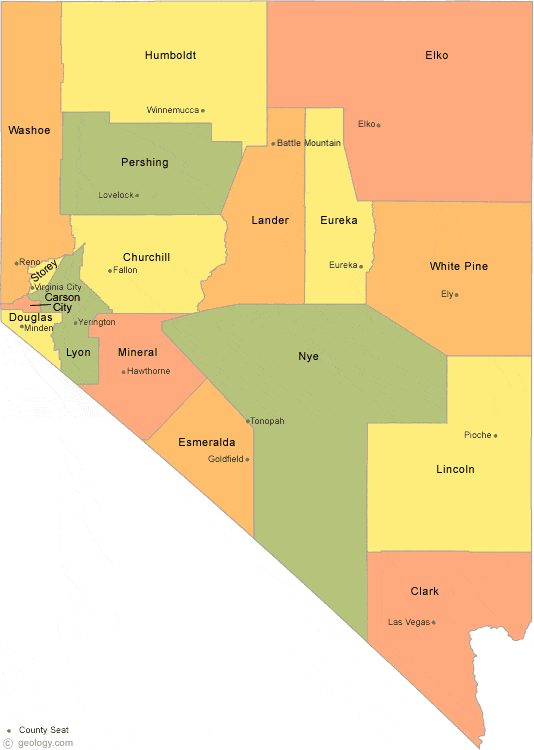 Humboldt
Elko
Winnemucca
Elko
Washoe
Battle Mountain
Pershing
Lovelock
Lander
Eureka
Churchill
White Pine
Reno
Storey
Fallon
Eureka
Virginia City
Ely
Carson
City
Douglas
Minden
Yerington
Lyon
Mineral
Nye
Hawthorne
Tonopah
Esmeralda
Pioche
Goldfield
Lincoln
Clark
Las Vegas
County Seat
© geology.com